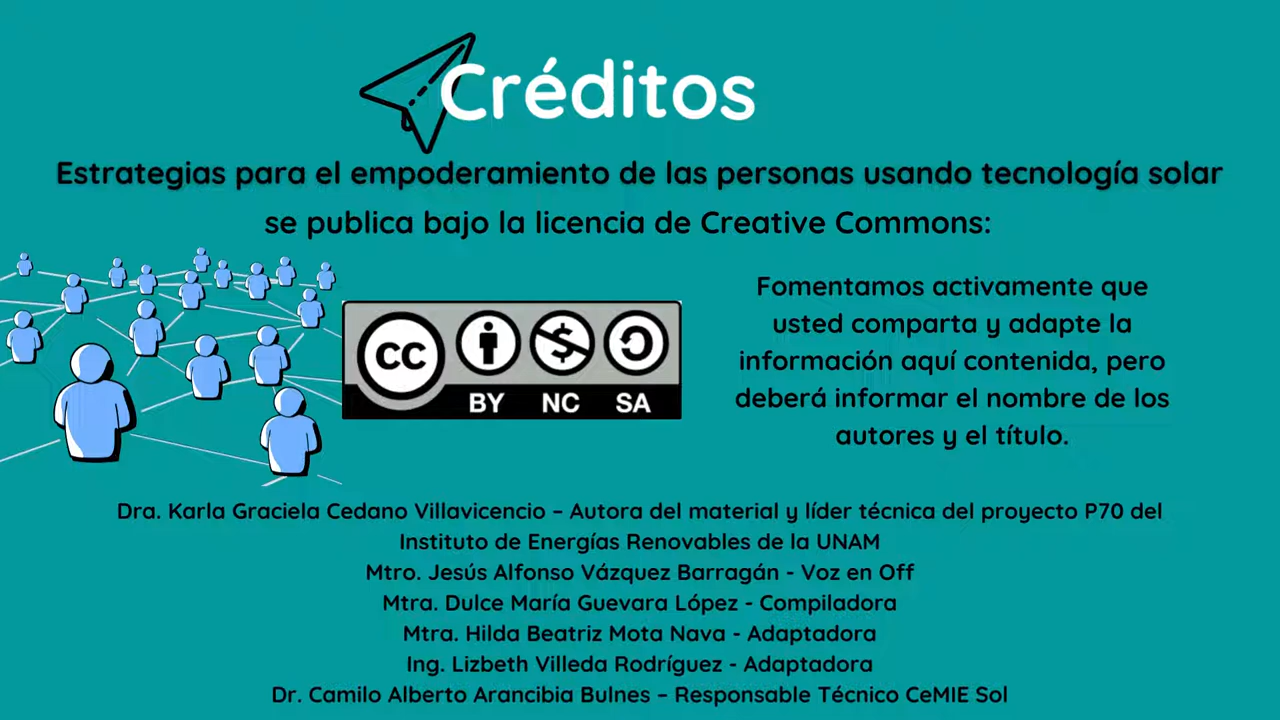 Créditos
Estrategias para el empoderamiento de las personas usando tecnología solar
se publica bajo la licencia de Creative Commons:
Fomentamos activamente que
usted comparta y adapte la
información aquí contenida, pero
deberá informar el nombre de los
autores y el título.
CC
BY NC SA
Dra. Karla Graciela Cedano Villavicencio – Autora del material y líder técnica del proyecto P70 del
Instituto de Energías Renovables de la UNAM
Mtro. Jesús Alfonso Vázquez Barragán - Voz en Off
Mtra. Dulce María Guevara López - Compiladora
Mtra. Hilda Beatriz Mota Nava - Adaptadora
Ing. Lizbeth Villeda Rodríguez - Adaptadora
Dr. Camilo Alberto Arancibia Bulnes – Responsable Técnico CeMIE Sol